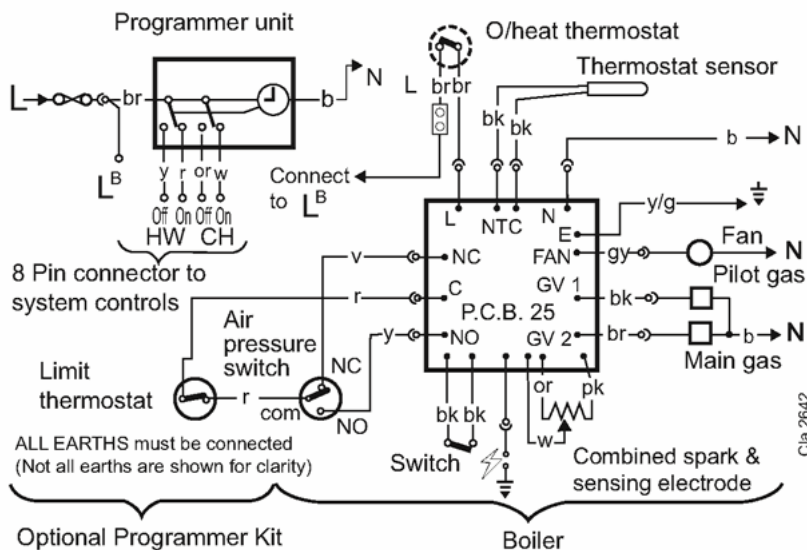 Programmer unit
O/heat thermostat
Thermostat sensor
L
br
b
N
L br br
bk
bk
b
N
L^B
y r or w
Connect
to L^B
Off On Off On
HW CH
8 Pin connector to
system controls
L NTC N
E
y/g
v
NC
FAN
gy
Fan
N
Pilot gas
r
C
GV 1
bk
P.C.B. 25
y
NO
GV 2
br
b
N
Main gas
Air
pressure
switch
NC
Limit
thermostat
r
com
NO
bk bk
or
pk
w
Switch
ALL EARTHS must be connected
(Not all earths are shown for clarity)
Combined spark &
sensing electrode
Cla 2642
Optional Programmer Kit
Boiler